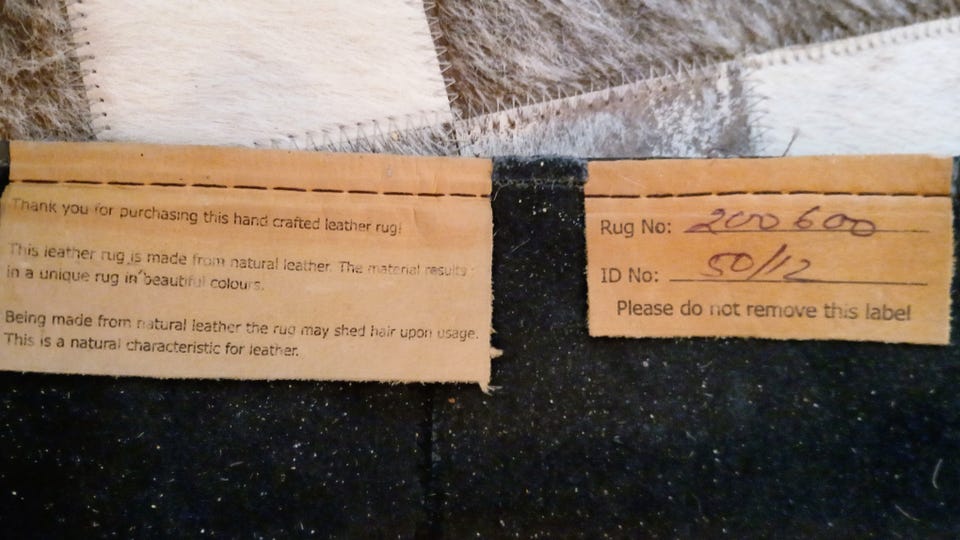 Thank you for purchasing this hand crafted leather rug!
This leather rug is made from natural leather. The material results
in a unique rug in beautiful colours.
Being made from natural leather the rug may shed hair upon usage.
This is a natural characteristic for leather.
Rug No: 200600
ID No: 50/12
Please do not remove this label